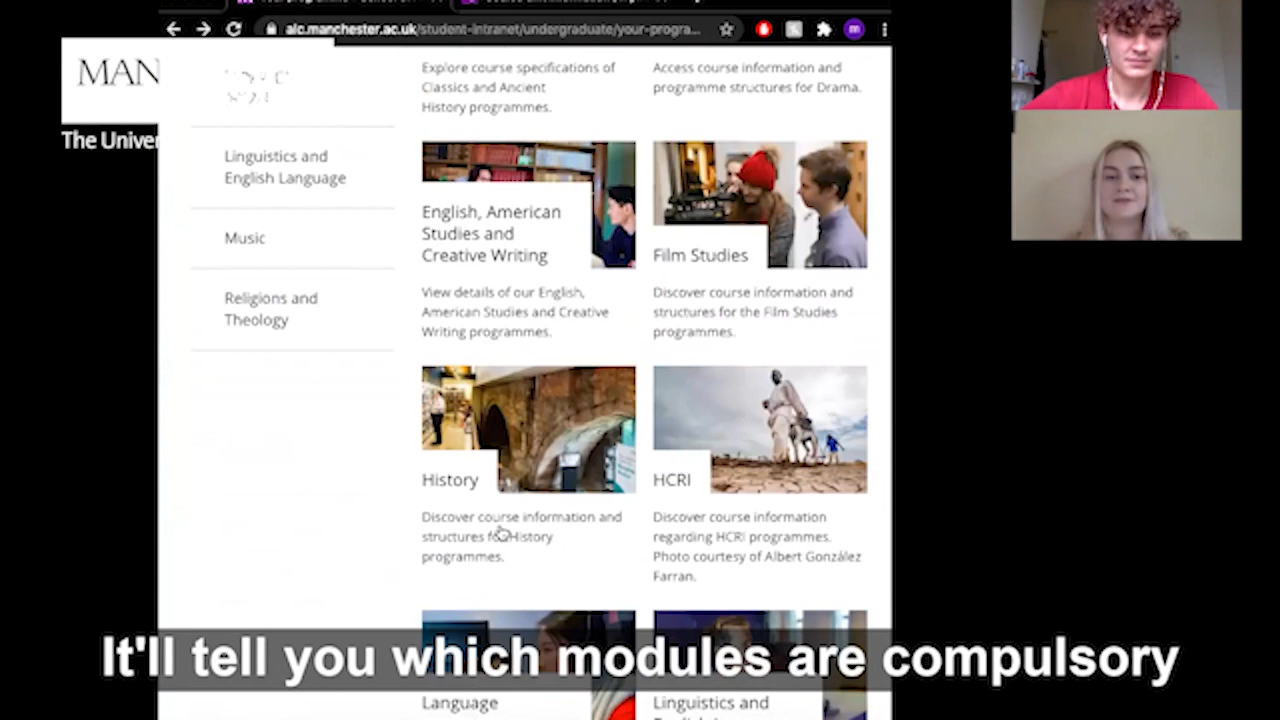 alc.manchester.ac.uk/student-intranet/undergraduate/your-progra...
m
MAN
The Univer
Linguistics and
English Language
Music
Religions and
Theology
Explore course specifications of
Classics and Ancient
History programmes.
Access course information and
programme structures for Drama.
English, American
Studies and
Creative Writing
View details of our English,
American Studies and Creative
Writing programmes.
Film Studies
Discover course information and
structures for the Film Studies
programmes.
History
Discover course information and
structures for History
programmes.
HCRI
Discover course information
regarding HCRI programmes.
Photo courtesy of Albert González
Farran.
It'll tell you which modules are compulsory
Language
Linguistics and